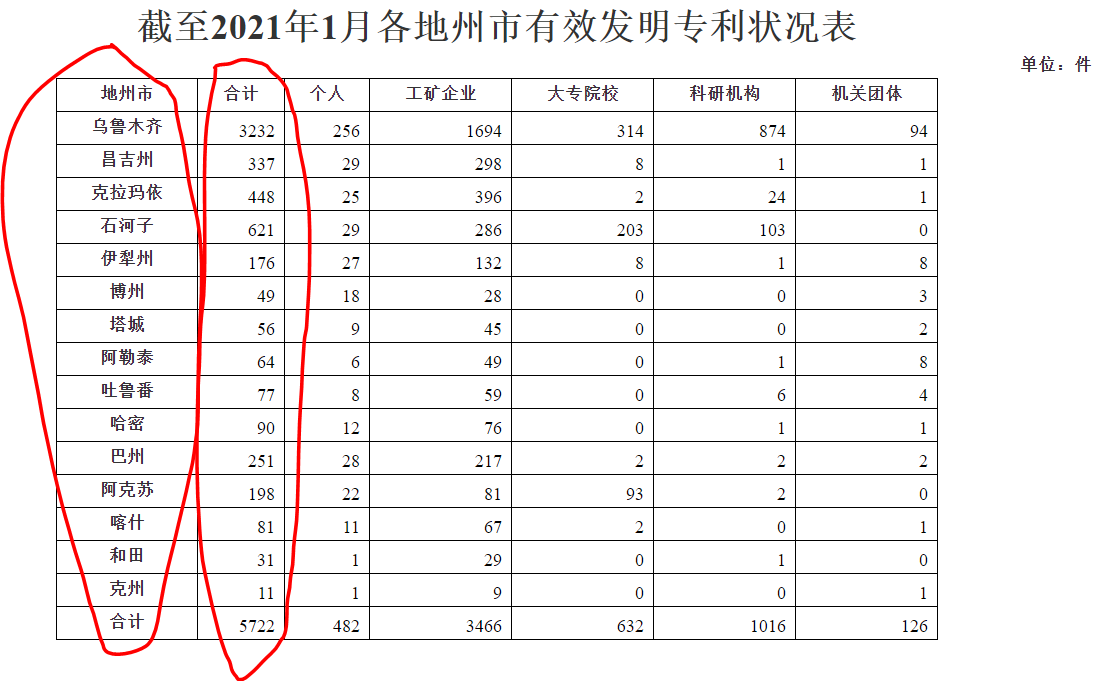 截至2021年1月各地州市有效发明专利状况表
单位：件
地州市 合计 个人 工矿企业 大专院校 科研机构 机关团体
乌鲁木齐 3232 256 1694 314 874 94
昌吉州 337 29 298 8 1 1
克拉玛依 448 25 396 2 24 1
石河子 621 29 286 203 103 0
伊犁州 176 27 132 8 1 8
博州 49 18 28 0 0 3
塔城 56 9 45 0 0 2
阿勒泰 64 6 49 0 1 8
吐鲁番 77 8 59 0 6 4
哈密 90 12 76 0 1 1
巴州 251 28 217 2 2 2
阿克苏 198 22 81 93 2 0
喀什 81 11 67 2 0 1
和田 31 1 29 0 1 0
克州 11 1 9 0 0 1
合计 5722 482 3466 632 1016 126